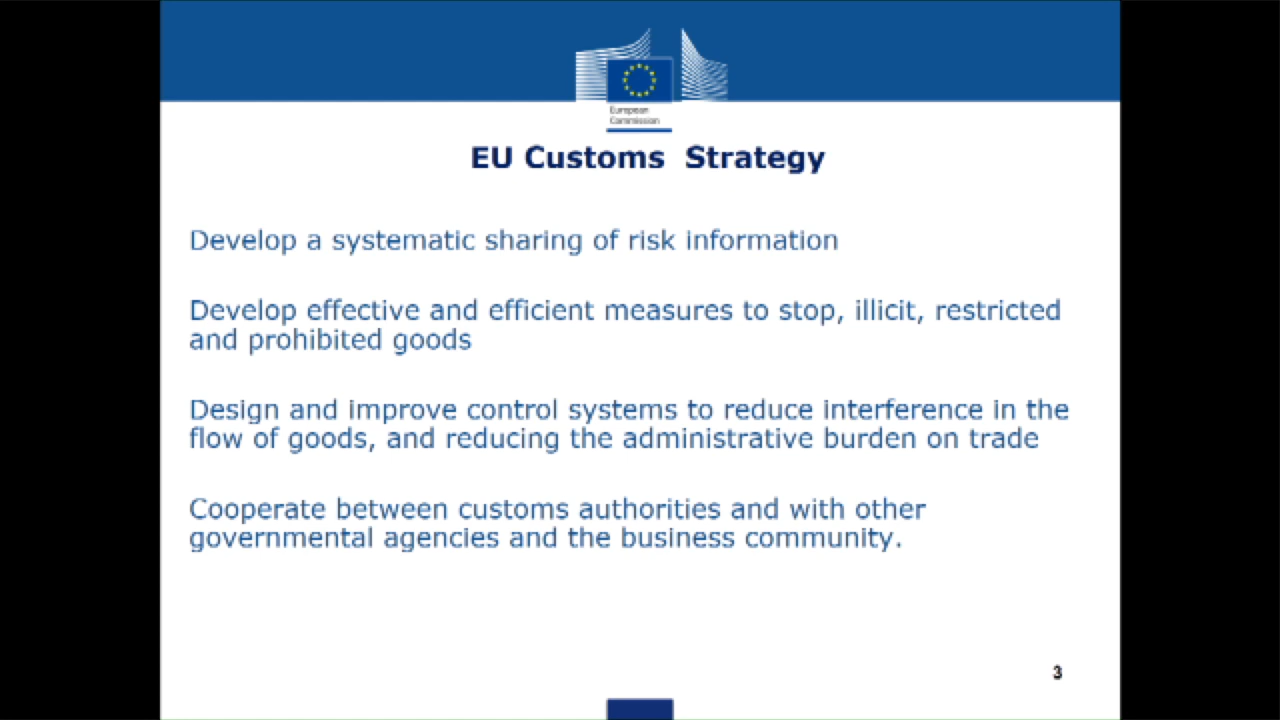 European
Commission
EU Customs  Strategy
Develop a systematic sharing of risk information
Develop effective and efficient measures to stop, illicit, restricted
and prohibited goods
Design and improve control systems to reduce interference in the
flow of goods, and reducing the administrative burden on trade
Cooperate between customs authorities and with other
governmental agencies and the business community.
3